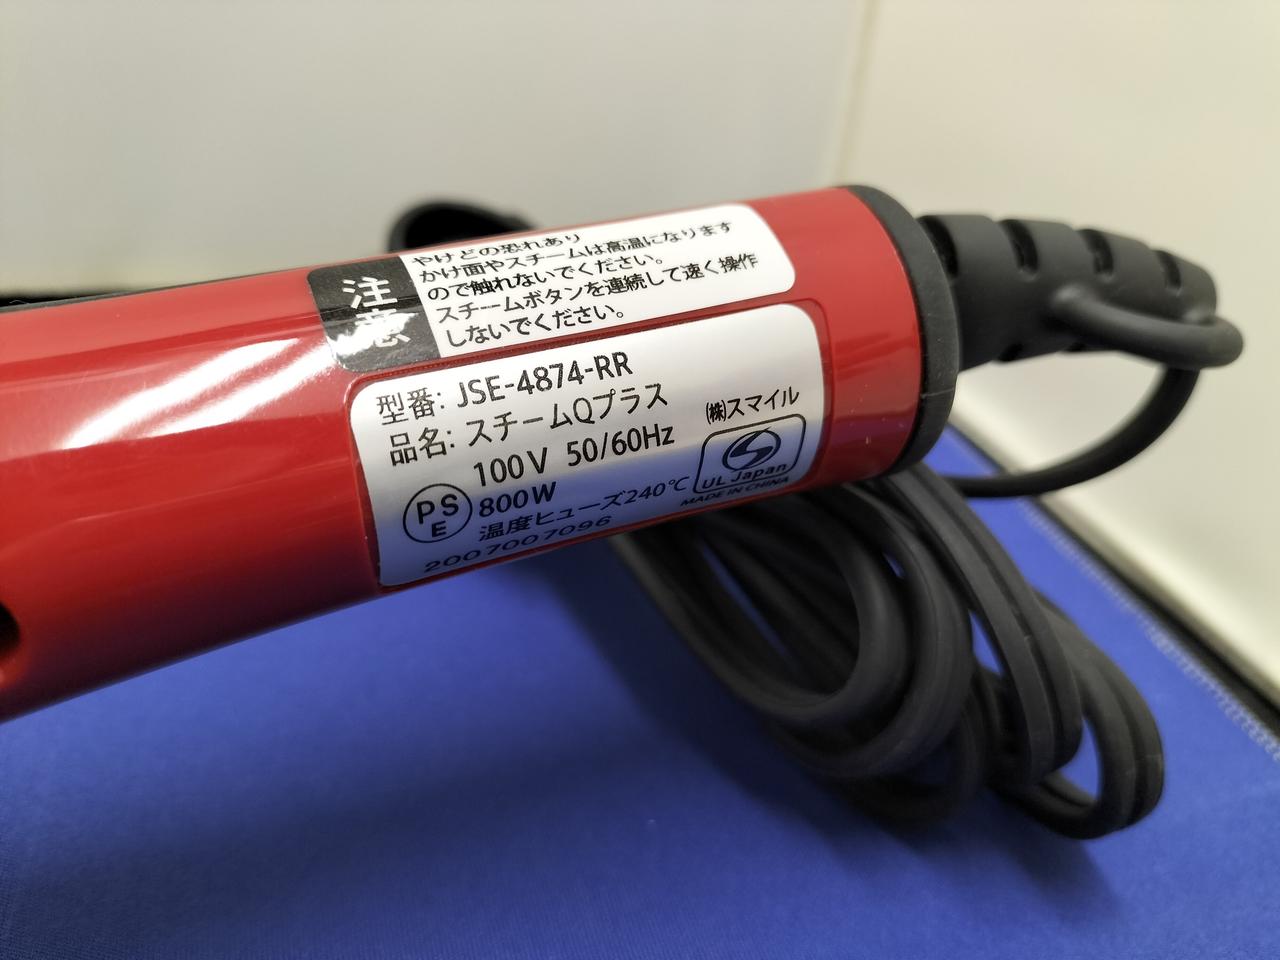 注意
やけどの恐れあり
かけ面やスチームは高温になります
ので触れないでください。
スチームボタンを連続して速く操作
しないでください。
型番: JSE-4874-RR
品名: スチームQプラス
100V 50/60Hz
800W
温度ヒューズ240℃
2007007096
PS
E
(株)スマイル
UL Japan
MADE IN CHINA